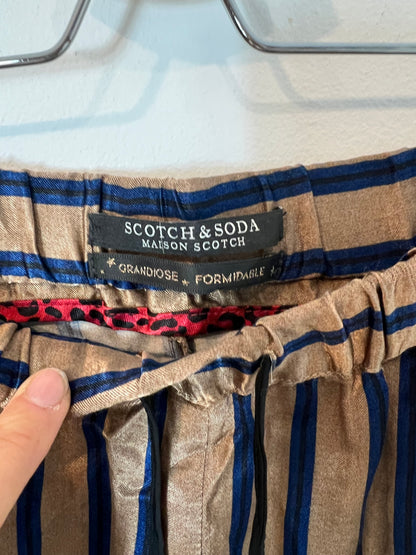 SCOTCH & SODA
MAISON SCOTCH
GRANDIOSE ★ FORMIDABLE